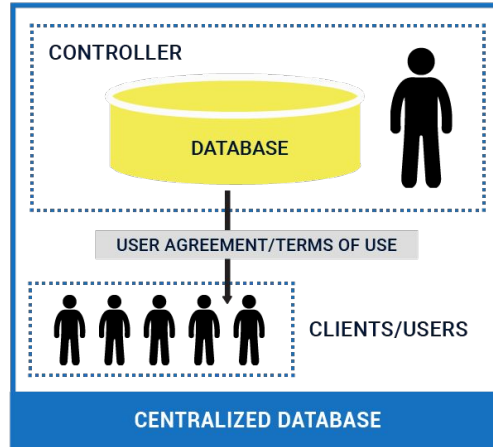 CONTROLLER
DATABASE
USER AGREEMENT/TERMS OF USE
CLIENTS/USERS
CENTRALIZED DATABASE